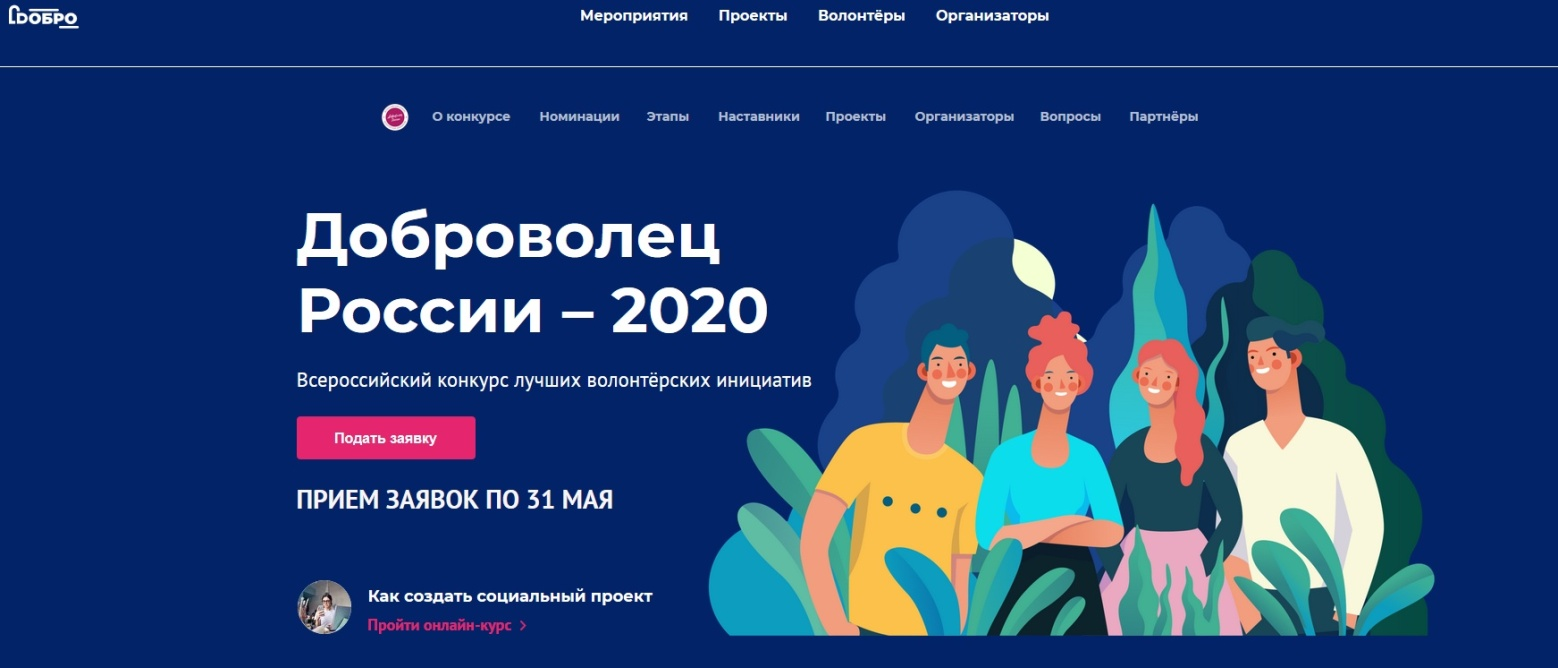 ДОБРО
Мероприятия Проекты Волонтёры Организаторы
О конкурсе Номинации Этапы Наставники Проекты Организаторы Вопросы Партнёры
Доброволец
России – 2020
Всероссийский конкурс лучших волонтёрских инициатив
Подать заявку
ПРИЕМ ЗАЯВОК ПО 31 МАЯ
Как создать социальный проект
Пройти онлайн-курс